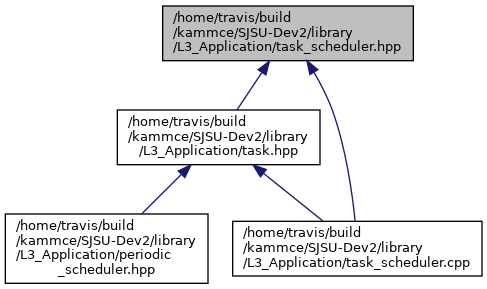 /home/travis/build
/kammce/SJSU-Dev2/library
/L3_Application/task_scheduler.hpp
/home/travis/build
/kammce/SJSU-Dev2/library
/L3_Application/task.hpp
/home/travis/build
/kammce/SJSU-Dev2/library
/L3_Application/periodic
_scheduler.hpp
/home/travis/build
/kammce/SJSU-Dev2/library
/L3_Application/task_scheduler.cpp